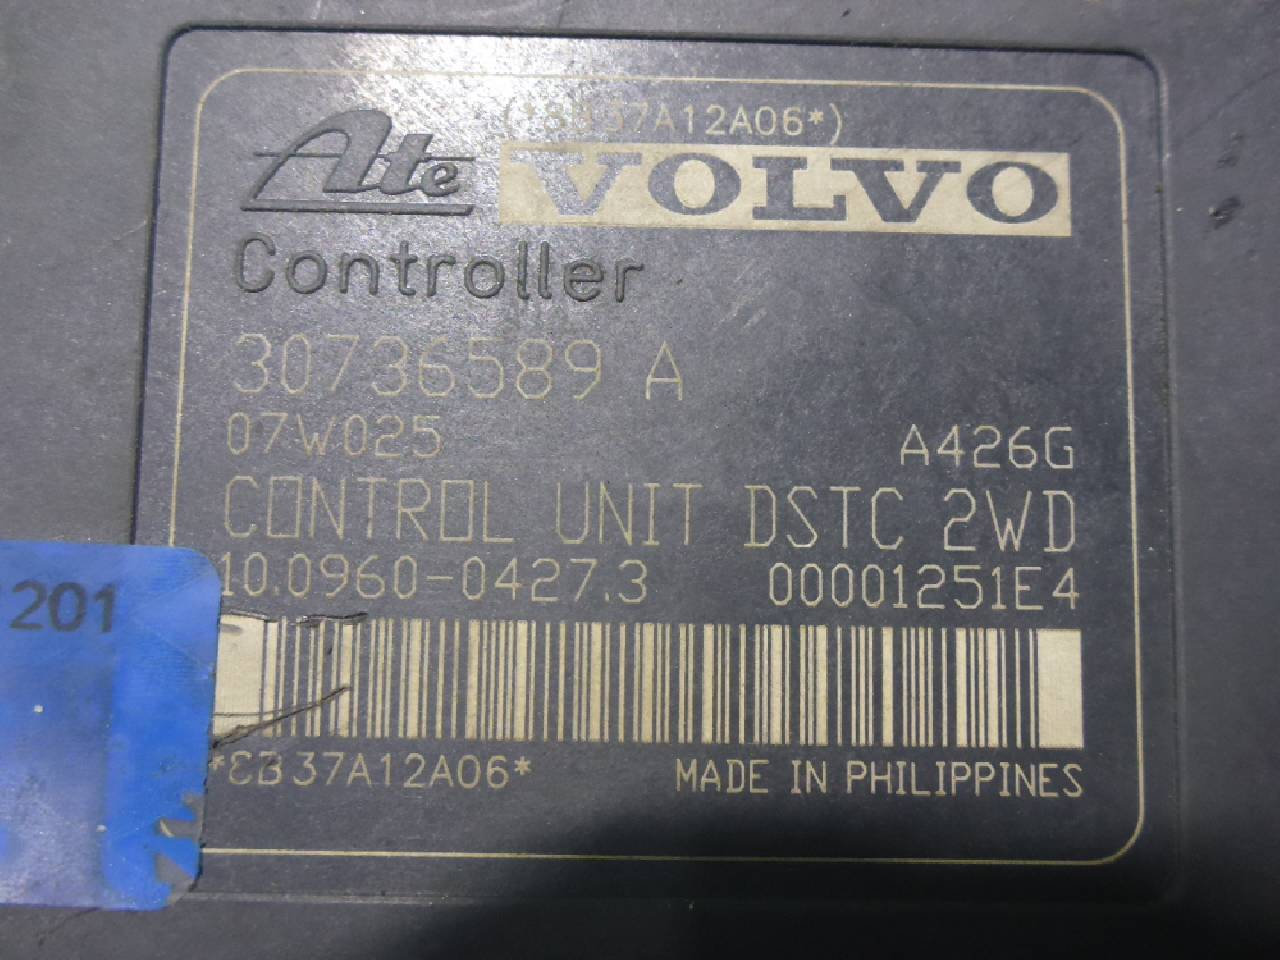 (*8B37A12A06*)
Ate VOLVO
Controller
30736589 A
07W025 A426G
CONTROL UNIT DSTC 2WD
10.0960-0427.3 00001251E4
201
*8B37A12A06* MADE IN PHILIPPINES